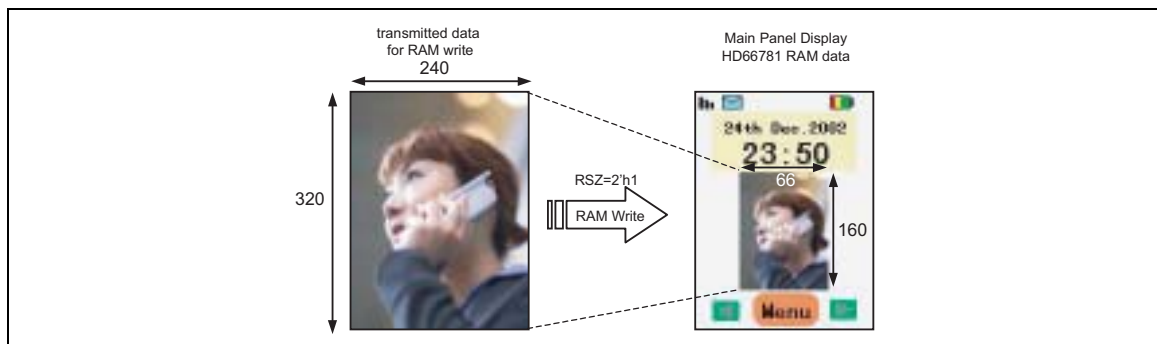 transmitted data
for RAM write
240
320
RSZ=2'h1
RAM Write
Main Panel Display
HD66781 RAM data
24th Dec.2002
23:50
66
160
Menu